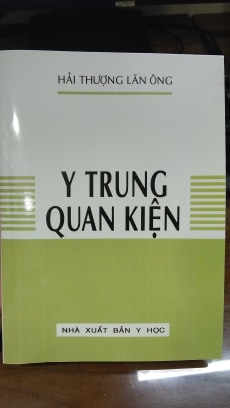 HẢI THƯỢNG LÃN ÔNG
Y TRUNG
QUAN KIỆN
NHÀ XUẤT BẢN Y HỌC